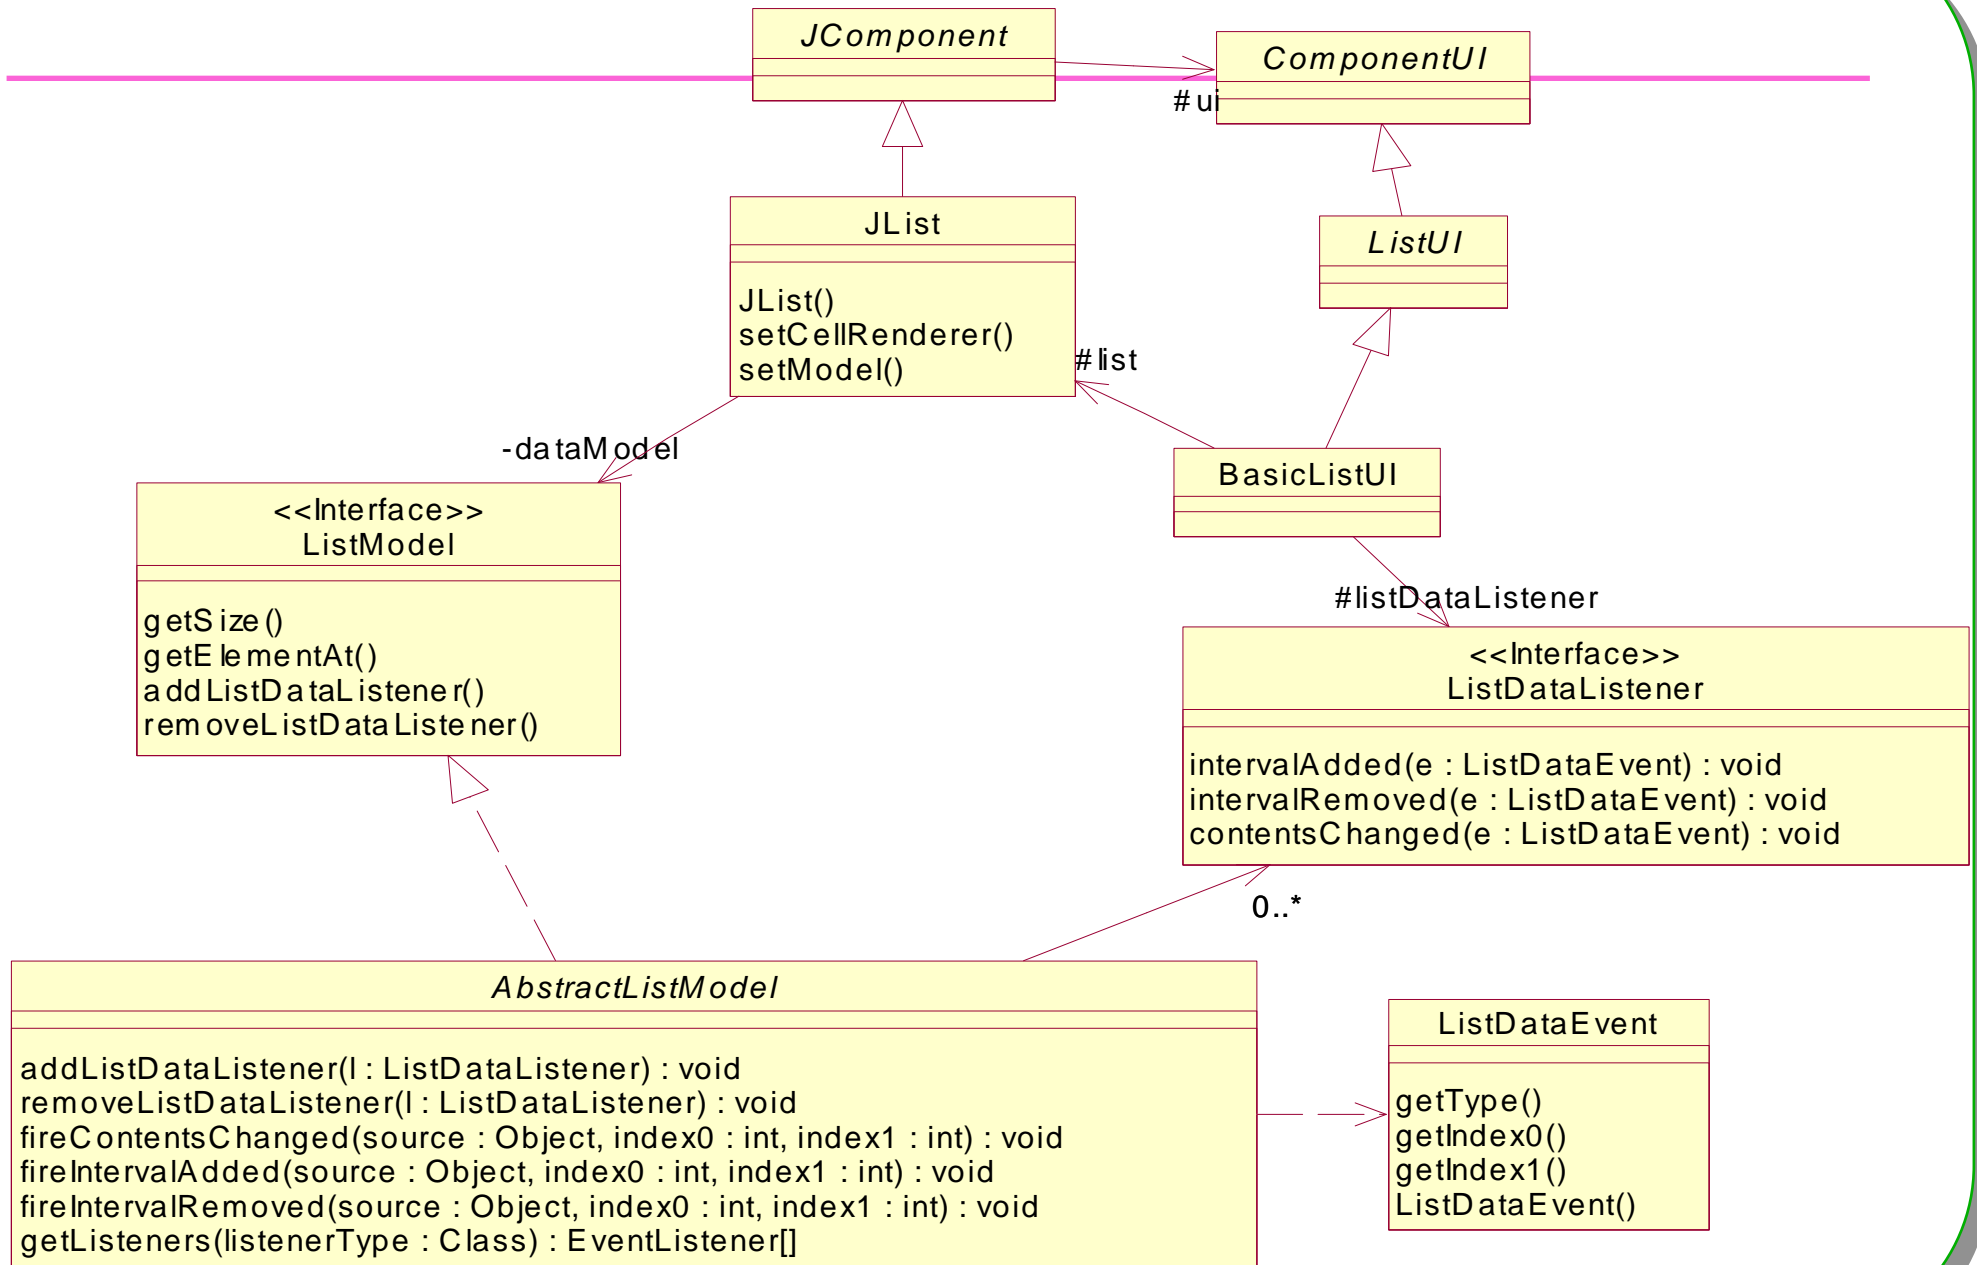 JComponent
ComponentUI
#ui
JList
JList()
setCellRenderer()
setModel()
ListUI
#list
-dataModel
BasicListUI
<<Interface>>
ListModel
getSize()
getElementAt()
addListDataListener()
removeListDataListener()
#listDataListener
<<Interface>>
ListDataListener
intervalAdded(e : ListDataEvent) : void
intervalRemoved(e : ListDataEvent) : void
contentsChanged(e : ListDataEvent) : void
0..*
AbstractListModel
addListDataListener(l : ListDataListener) : void
removeListDataListener(l : ListDataListener) : void
fireContentsChanged(source : Object, index0 : int, index1 : int) : void
fireIntervalAdded(source : Object, index0 : int, index1 : int) : void
fireIntervalRemoved(source : Object, index0 : int, index1 : int) : void
getListeners(listenerType : Class) : EventListener[]
ListDataEvent
getType()
getIndex0()
getIndex1()
ListDataEvent()